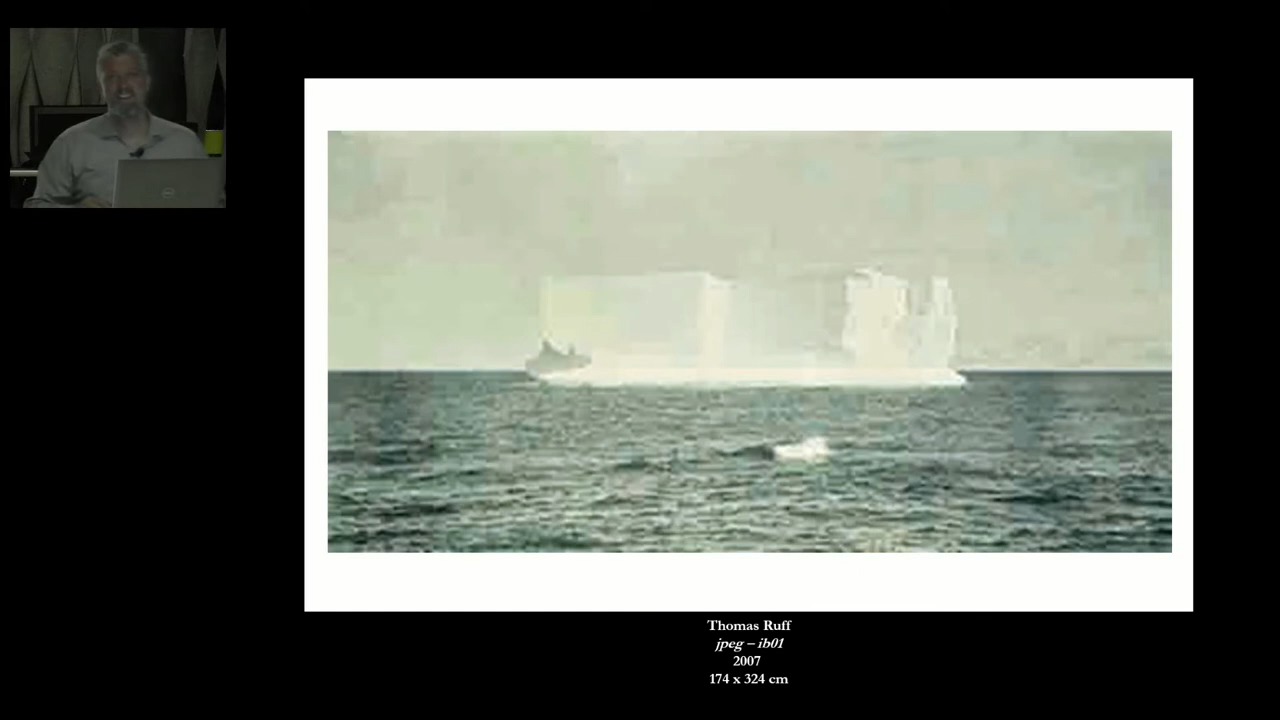 Thomas Ruff
jpeg – ib01
2007
174 x 324 cm